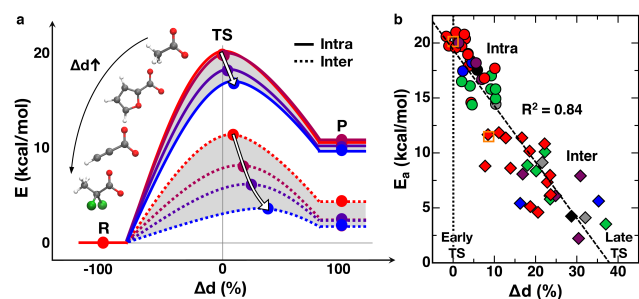 a
Δd↑
TS
Intra
Inter
P
R
E (kcal/mol)
20
10
0
-100
0
100
Δd (%)
b
Intra
R² = 0.84
Inter
Early
TS
Late
TS
Eₐ (kcal/mol)
20
15
10
5
0
0
10
20
30
40
Δd (%)